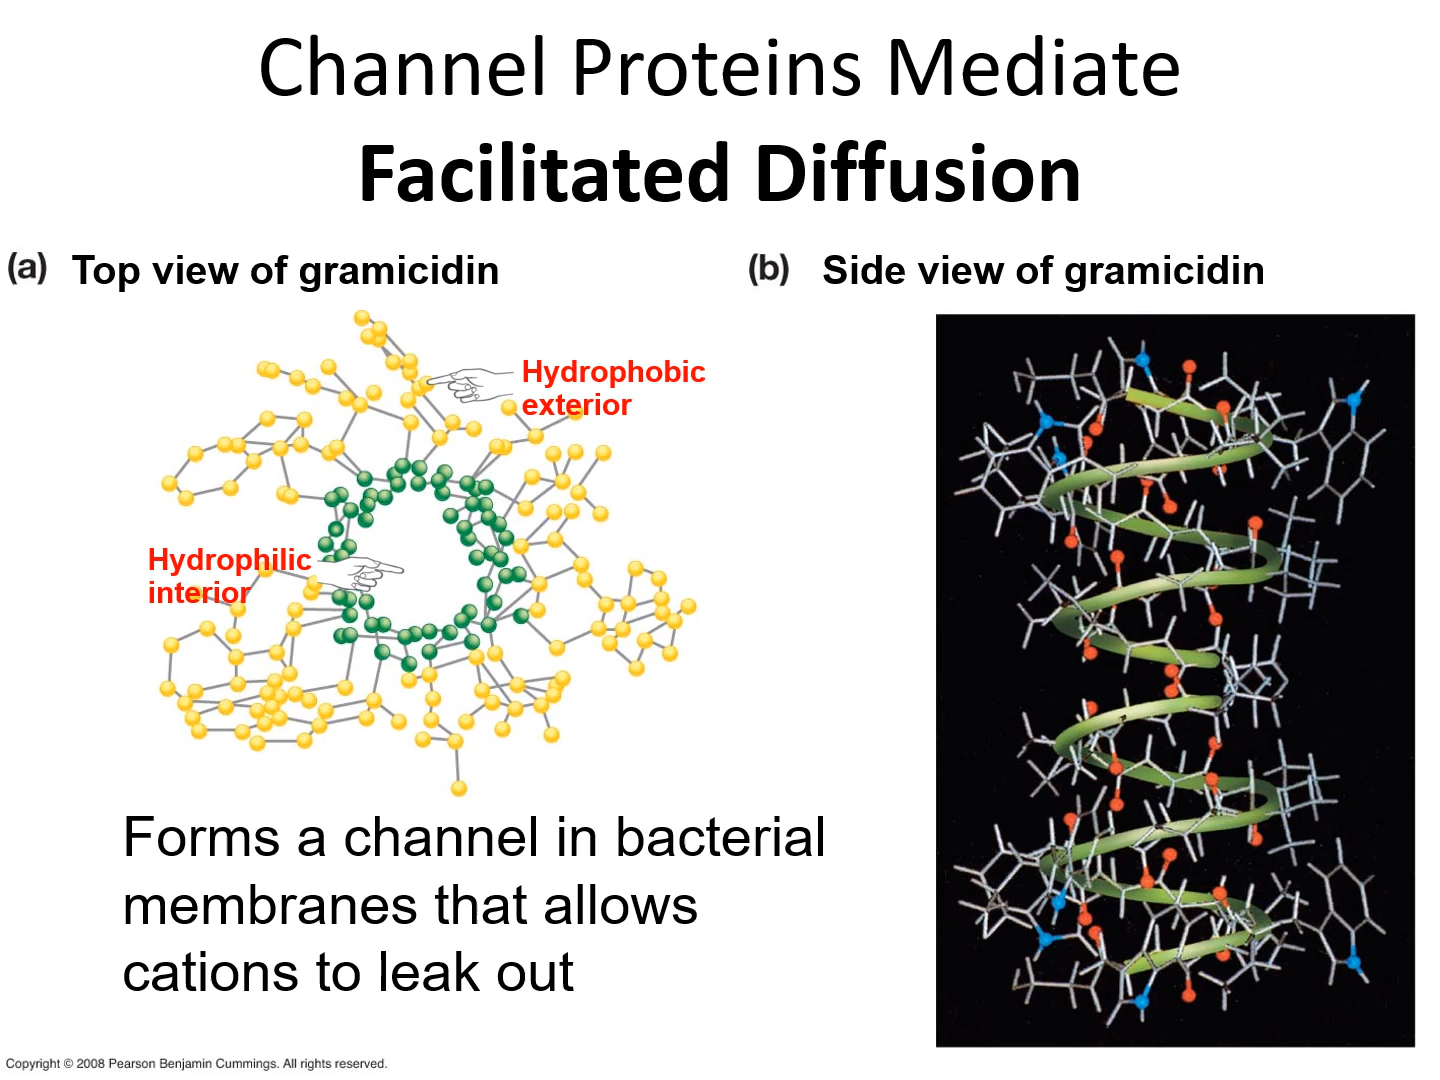 Channel Proteins Mediate
Facilitated Diffusion
(a) Top view of gramicidin
(b) Side view of gramicidin
Hydrophobic
exterior
Hydrophilic
interior
Forms a channel in bacterial
membranes that allows
cations to leak out
Copyright © 2008 Pearson Benjamin Cummings. All rights reserved.